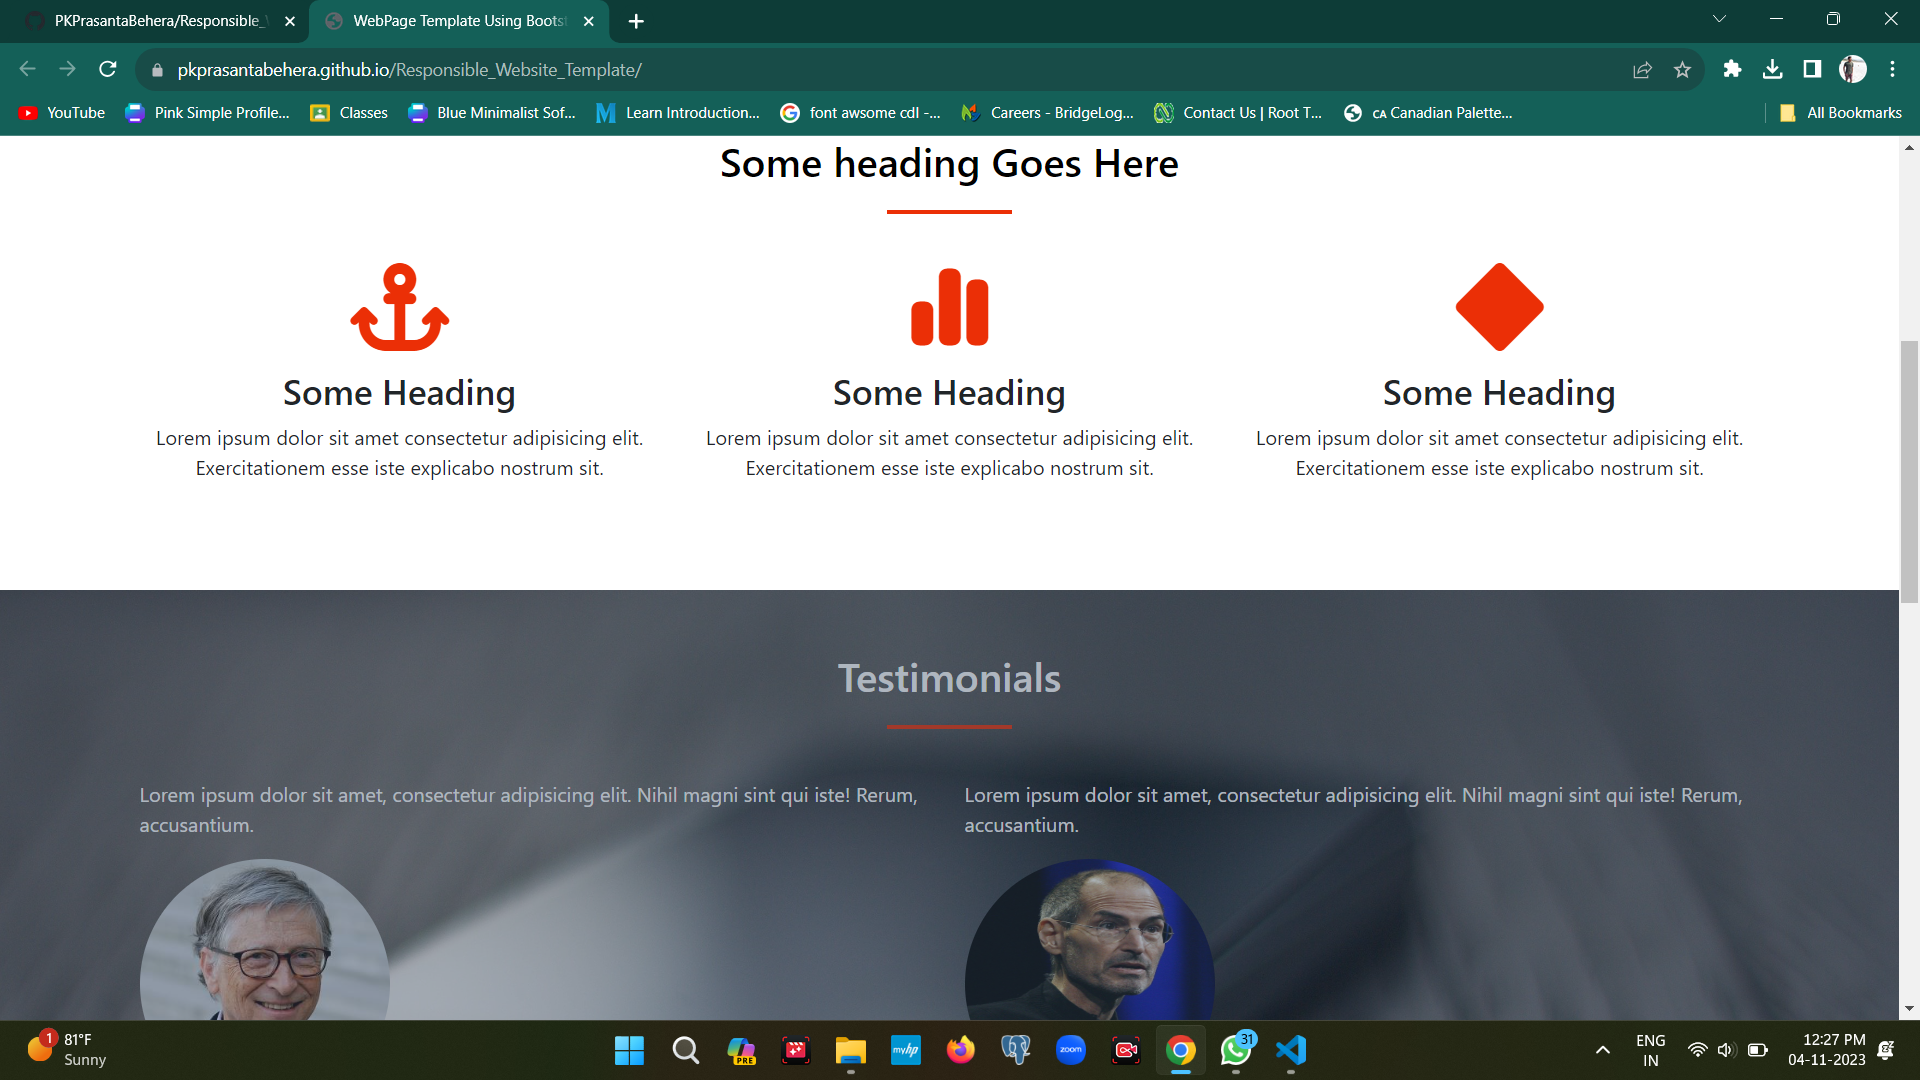 PKPrasantaBehera/Responsible_
WebPage Template Using Boots
pkprasantabehera.github.io/Responsible_Website_Template/
YouTube
Pink Simple Profile...
Classes
Blue Minimalist Sof...
Learn Introduction...
font awsome cdl -...
Careers - BridgeLog...
Contact Us | Root T...
CA Canadian Palette...
All Bookmarks
Some heading Goes Here
Some Heading
Lorem ipsum dolor sit amet consectetur adipisicing elit.
Exercitationem esse iste explicabo nostrum sit.
Some Heading
Lorem ipsum dolor sit amet consectetur adipisicing elit.
Exercitationem esse iste explicabo nostrum sit.
Some Heading
Lorem ipsum dolor sit amet consectetur adipisicing elit.
Exercitationem esse iste explicabo nostrum sit.
Testimonials
Lorem ipsum dolor sit amet, consectetur adipisicing elit. Nihil magni sint qui iste! Rerum,
accusantium.
Lorem ipsum dolor sit amet, consectetur adipisicing elit. Nihil magni sint qui iste! Rerum,
accusantium.
1
81°F
Sunny
PRE
myhp
zoom
31
ENG
IN
12:27 PM
04-11-2023